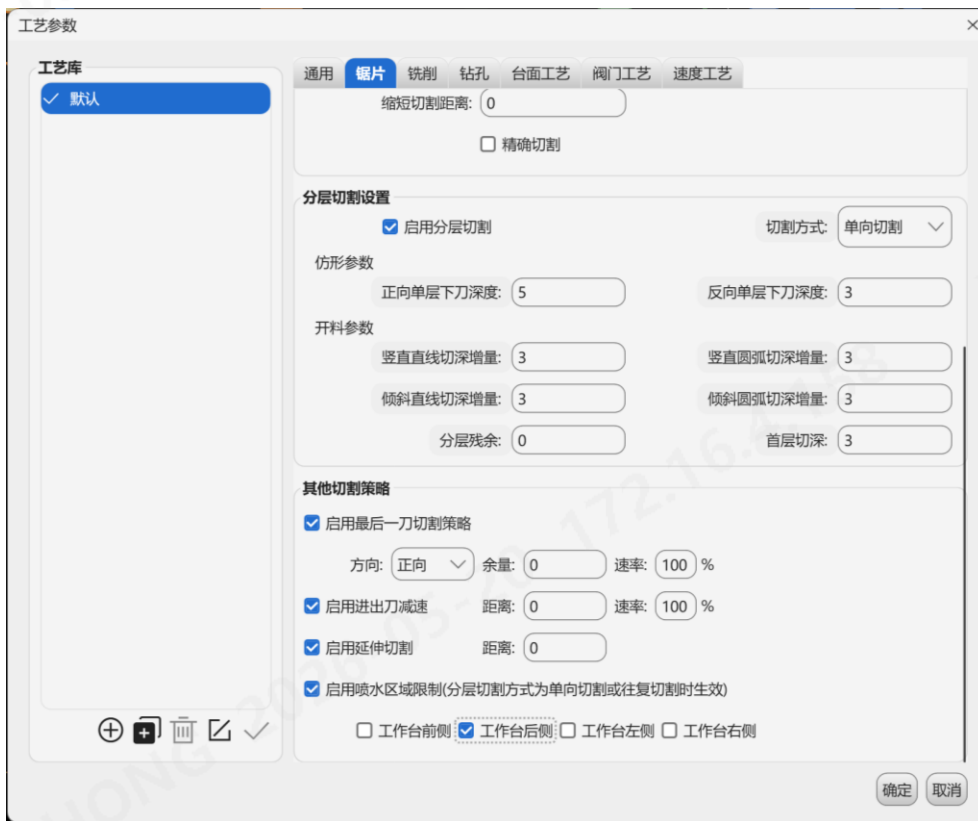 工艺参数
工艺库
默认
通用 锯片 铣削 钻孔 台面工艺 阀门工艺 速度工艺
缩短切割距离: 0
精确切割
分层切割设置
启用分层切割 切割方式: 单向切割
仿形参数
正向单层下刀深度: 5 反向单层下刀深度: 3
开料参数
竖直直线切深增量: 3 竖直圆弧切深增量: 3
倾斜直线切深增量: 3 倾斜圆弧切深增量: 3
分层残余: 0 首层切深: 3
其他切割策略
启用最后一刀切割策略
方向: 正向 余量: 0 速率: 100 %
启用进出刀减速 距离: 0 速率: 100 %
启用延伸切割 距离: 0
启用喷水区域限制(分层切割方式为单向切割或往复切割时生效)
工作台前侧 工作台后侧 工作台左侧 工作台右侧
确定 取消
HONG 2026-05-20 172.16.4.158